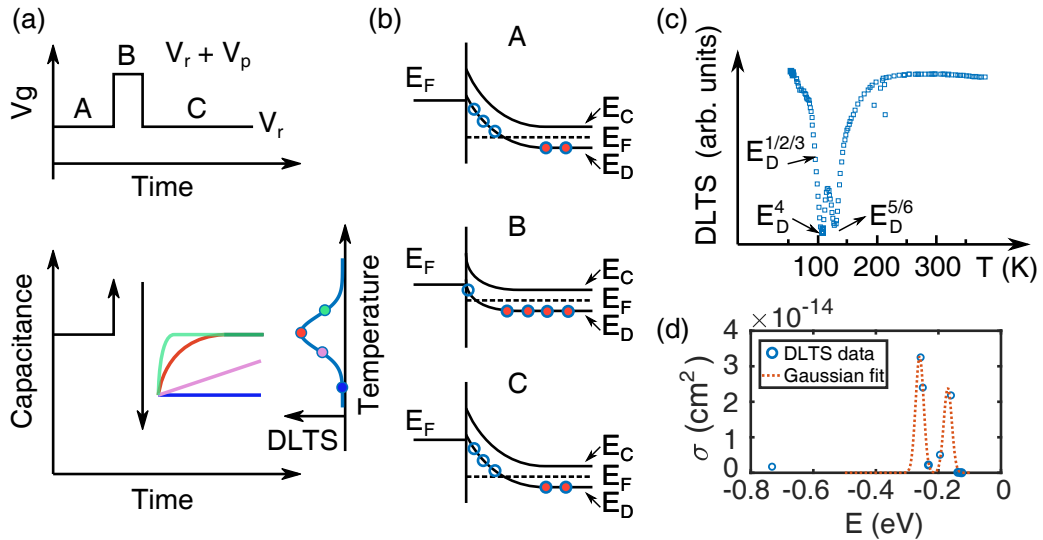 (a)
V_r + V_p
B
A
C
Vg
V_r
Time
Capacitance
Temperature
DLTS
Time
(b)
A
E_F
E_C
E_F
E_D
B
E_F
E_C
E_F
E_D
C
E_F
E_C
E_F
E_D
(c)
DLTS (arb. units)
E_D^{1/2/3}
E_D^4
E_D^{5/6}
100 200 300 T (K)
(d)
×10^{-14}
4
3
2
1
0
σ (cm^2)
DLTS data
Gaussian fit
-0.8 -0.6 -0.4 -0.2 0
E (eV)